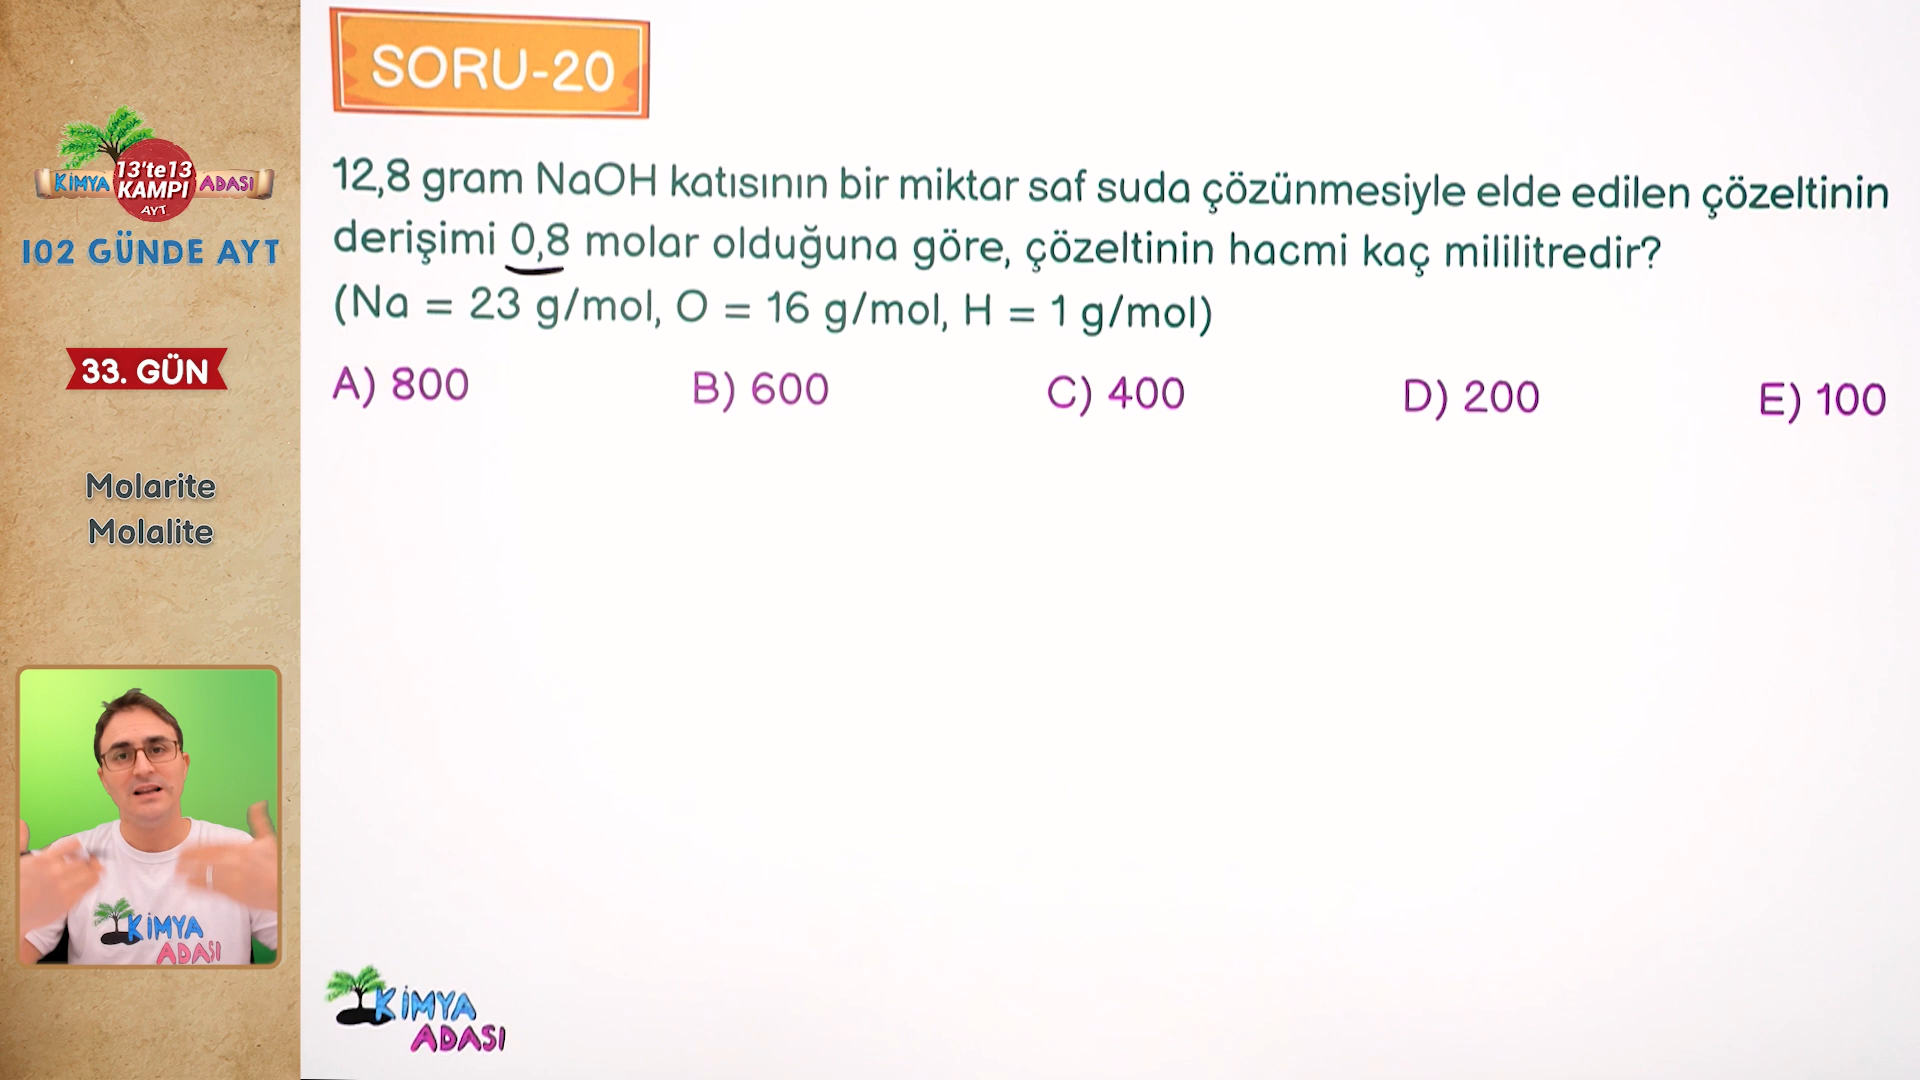 KİMYA ADASI
13'te13
KAMPI
AYT
102 GÜNDE AYT
33. GÜN
Molarite
Molalite
KİMYA
ADASI
SORU-20
12,8 gram NaOH katısının bir miktar saf suda çözünmesiyle elde edilen çözeltinin
derişimi 0,8 molar olduğuna göre, çözeltinin hacmi kaç mililitredir?
(Na = 23 g/mol, O = 16 g/mol, H = 1 g/mol)
A) 800 B) 600 C) 400 D) 200 E) 100
KİMYA
ADASI